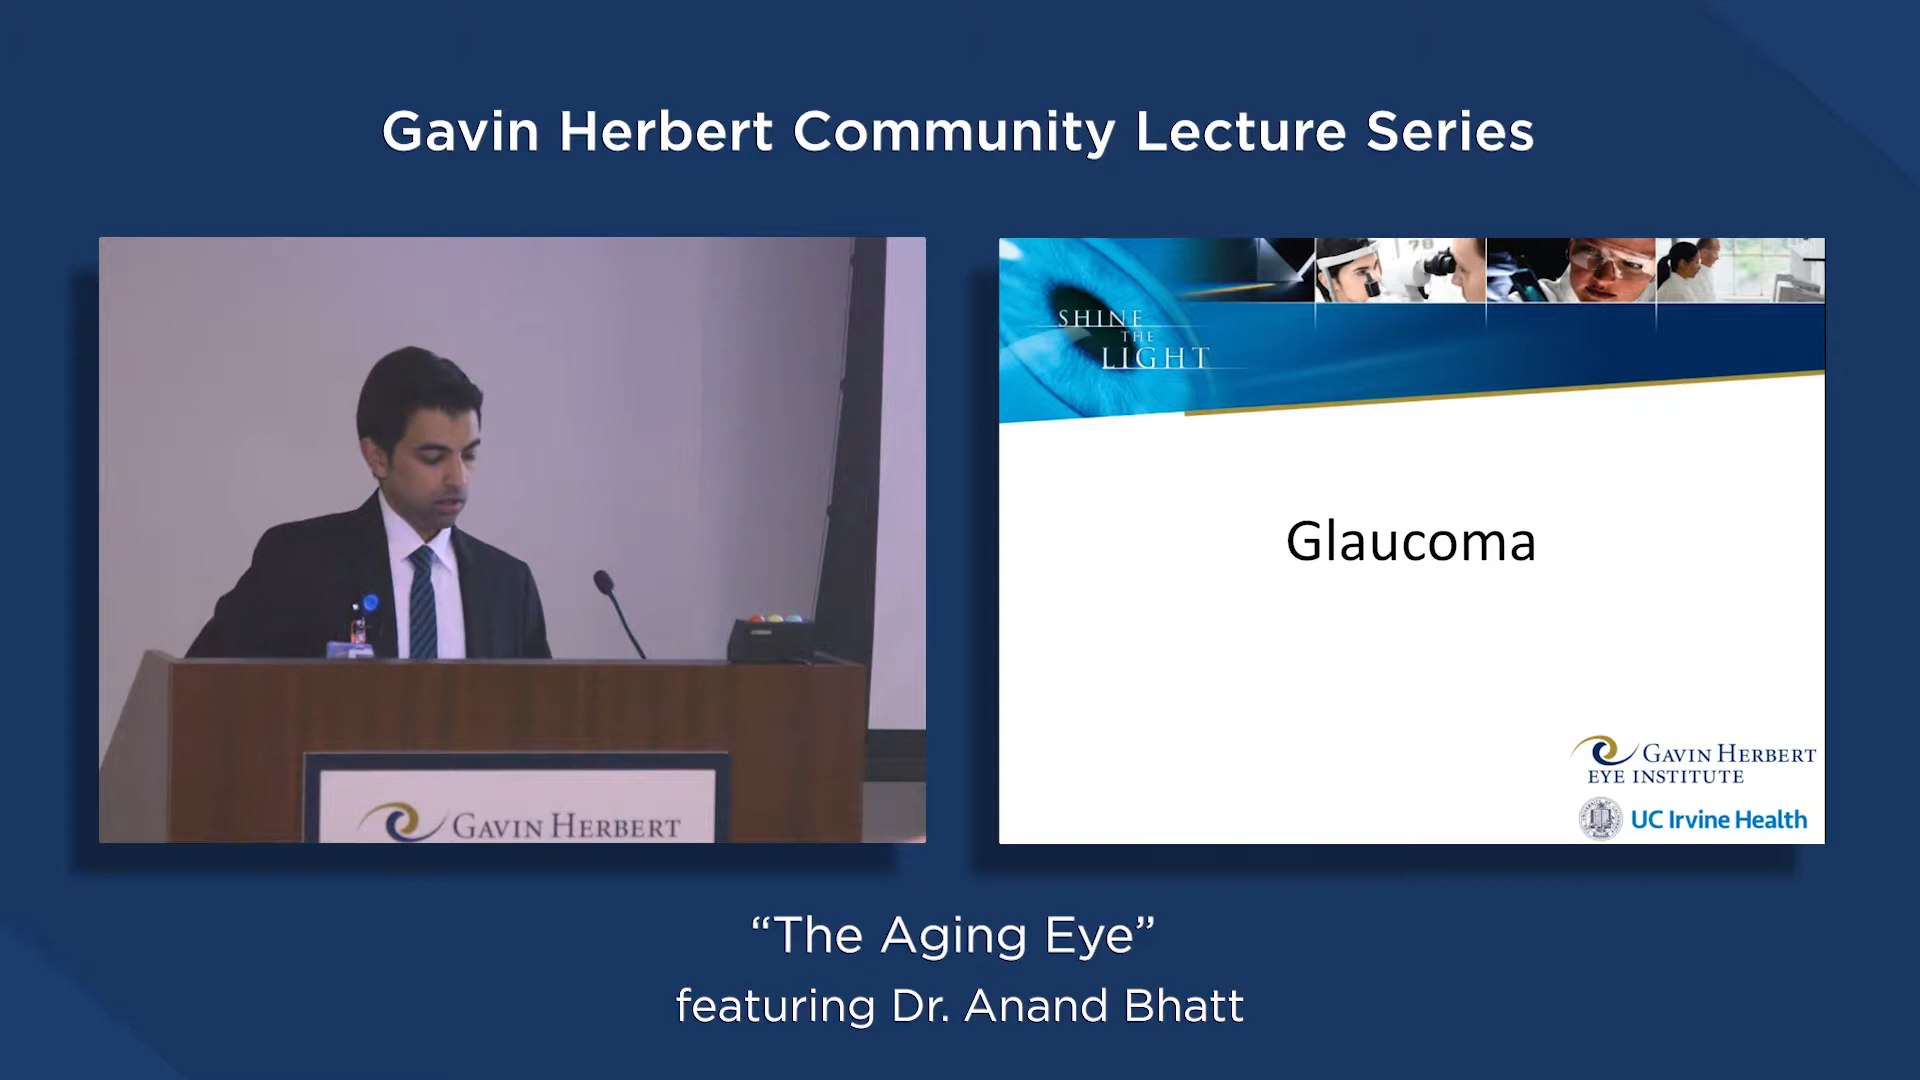 Gavin Herbert Community Lecture Series
SHINE
THE
LIGHT
Glaucoma
GAVIN HERBERT
EYE INSTITUTE
UC Irvine Health
GAVIN HERBERT
“The Aging Eye”
featuring Dr. Anand Bhatt